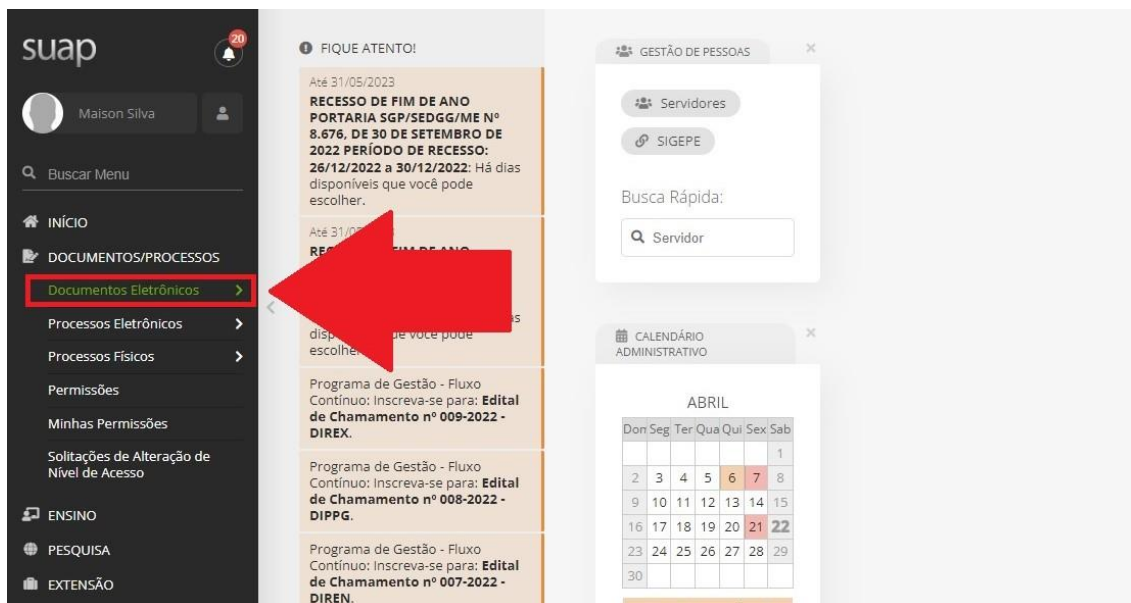 suap
20
Maison Silva
Buscar Menu
INÍCIO
DOCUMENTOS/PROCESSOS
Documentos Eletrônicos
Processos Eletrônicos
Processos Físicos
Permissões
Minhas Permissões
Solitações de Alteração de
Nível de Acesso
ENSINO
PESQUISA
EXTENSÃO
FIQUE ATENTO!
Até 31/05/2023
RECESSO DE FIM DE ANO
PORTARIA SGP/SEDGG/ME Nº
8.676, DE 30 DE SETEMBRO DE
2022 PERÍODO DE RECESSO:
26/12/2022 a 30/12/2022: Há dias
disponíveis que você pode
escolher.
Até
DE ANO
você pode
Programa de Gestão - Fluxo
Contínuo: Inscreva-se para: Edital
de Chamamento nº 009-2022 -
DIREX.
Programa de Gestão - Fluxo
Contínuo: Inscreva-se para: Edital
de Chamamento nº 008-2022 -
DIPPG.
Programa de Gestão - Fluxo
Contínuo: Inscreva-se para: Edital
de Chamamento nº 007-2022 -
DIREN.
GESTÃO DE PESSOAS
Servidores
SIGEPE
Busca Rápida:
Servidor
CALENDÁRIO
ADMINISTRATIVO
ABRIL
Dom Seg Ter Qua Qui Sex Sab
1
2 3 4 5 6 7 8
9 10 11 12 13 14 15
16 17 18 19 20 21 22
23 24 25 26 27 28 29
30